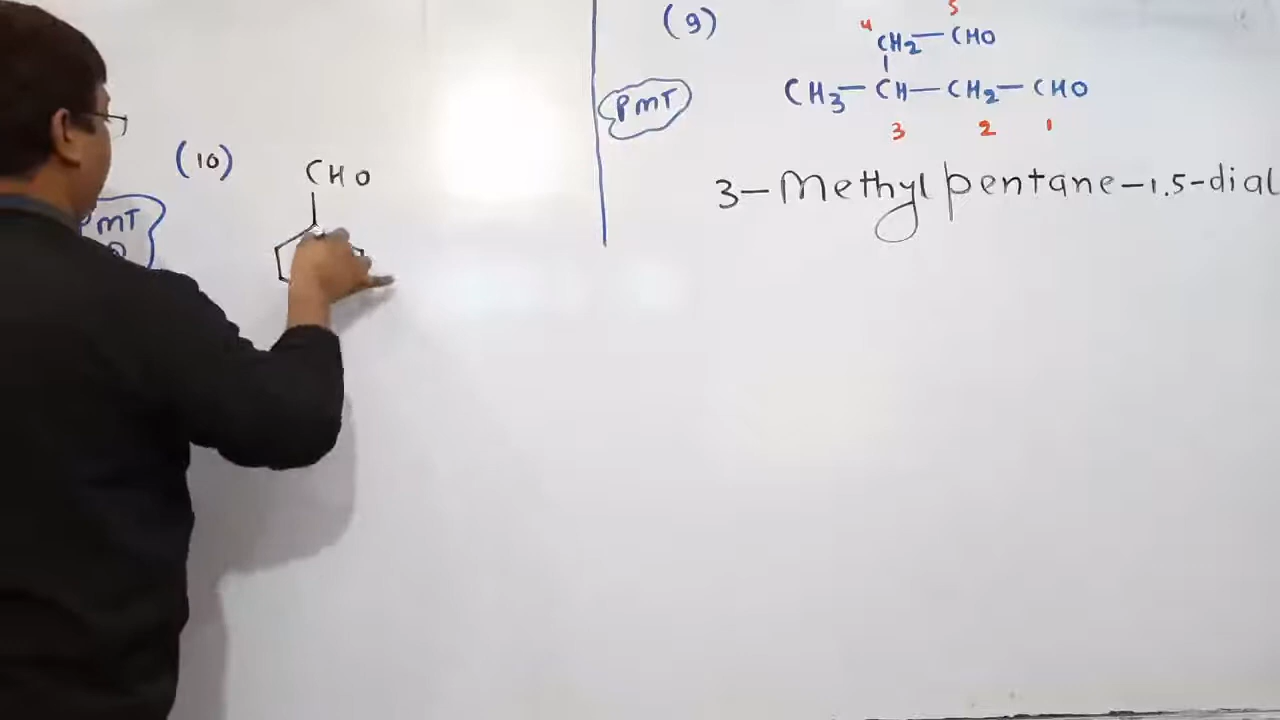 (10)
CHO
PMT
(9)
4 5
CH2—CHO
PMT
CH3—CH—CH2—CHO
3 2 1
3-Methyl pentane-1.5-dial